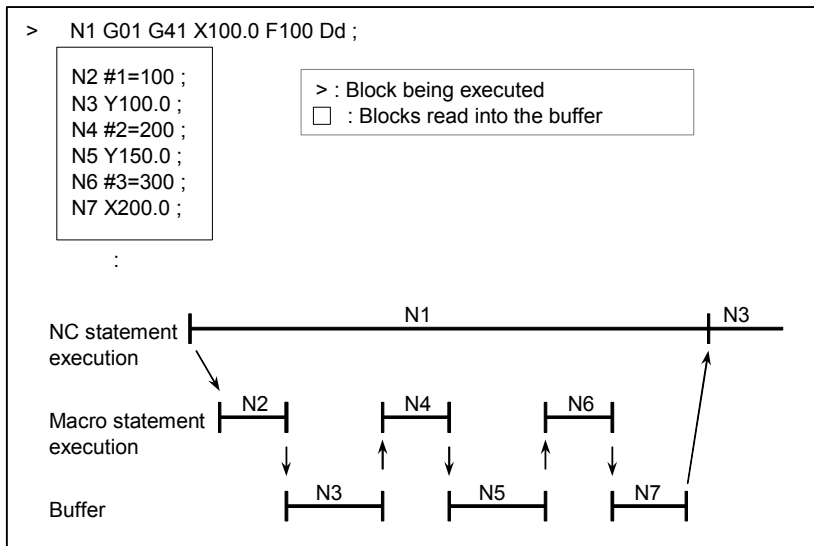 > N1 G01 G41 X100.0 F100 Dd ;
N2 #1=100 ;
N3 Y100.0 ;
N4 #2=200 ;
N5 Y150.0 ;
N6 #3=300 ;
N7 X200.0 ;
> : Block being executed
□ : Blocks read into the buffer
:
N1 N3
NC statement
execution
N2 N4 N6
Macro statement
execution
N3 N5 N7
Buffer